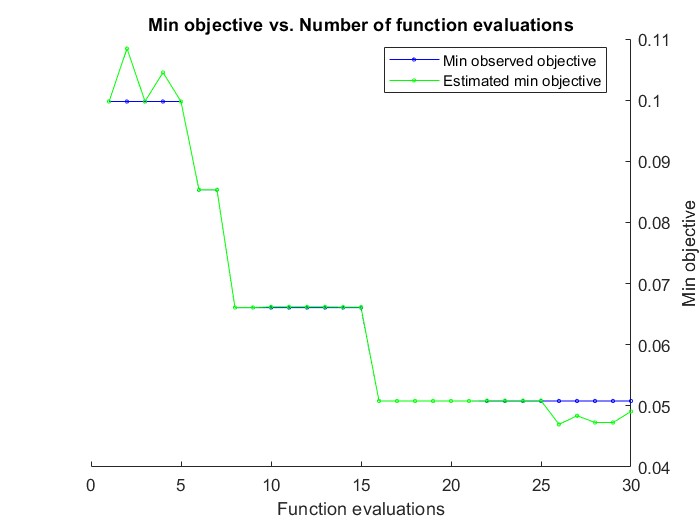 Min objective vs. Number of function evaluations
Min observed objective
Estimated min objective
0.11
0.1
0.09
0.08
0.07
0.06
0.05
0.04
Min objective
0 5 10 15 20 25 30
Function evaluations